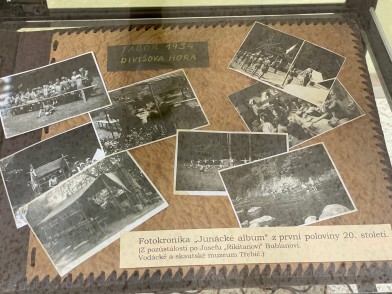 TÁBOR 1934
DIVIŠOVA HORA
Fotokronika „Junácké album“ z první poloviny 20. století.
(Z pozůstalosti po Josefu „Rikitanovi“ Bublanovi,
Vodácké a skautské muzeum Třebíč.)